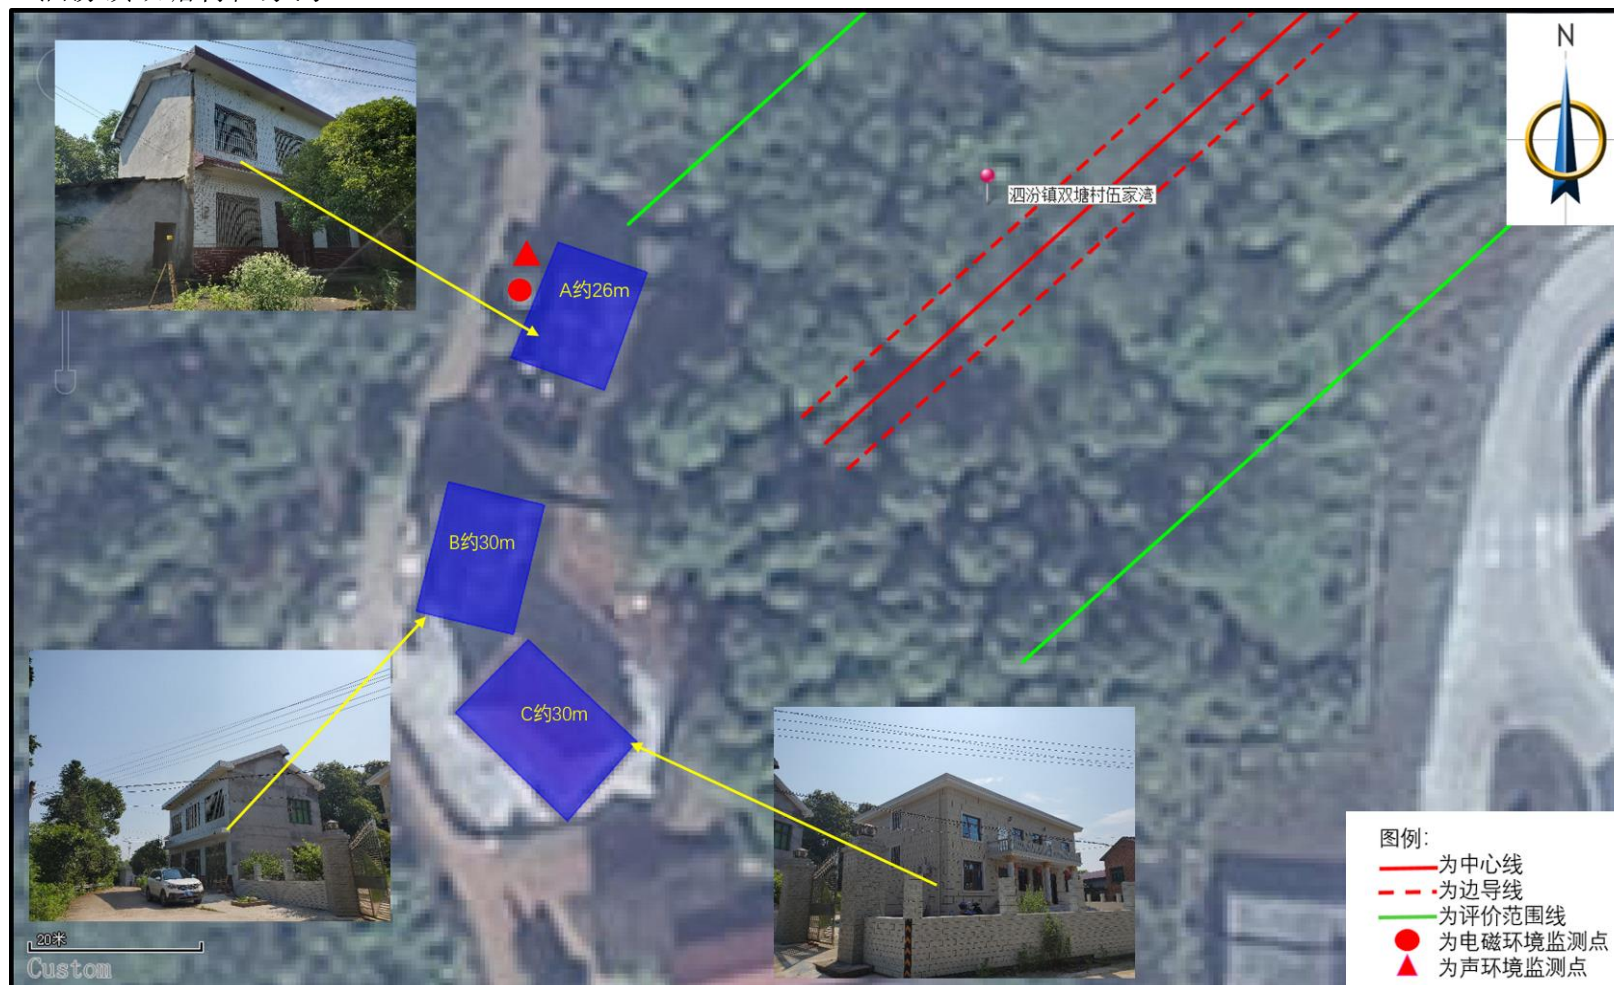 N
泗汾镇双塘村伍家湾
A约26m
B约30m
C约30m
20米
Custom
图例：
为中心线
为边导线
为评价范围线
为电磁环境监测点
为声环境监测点